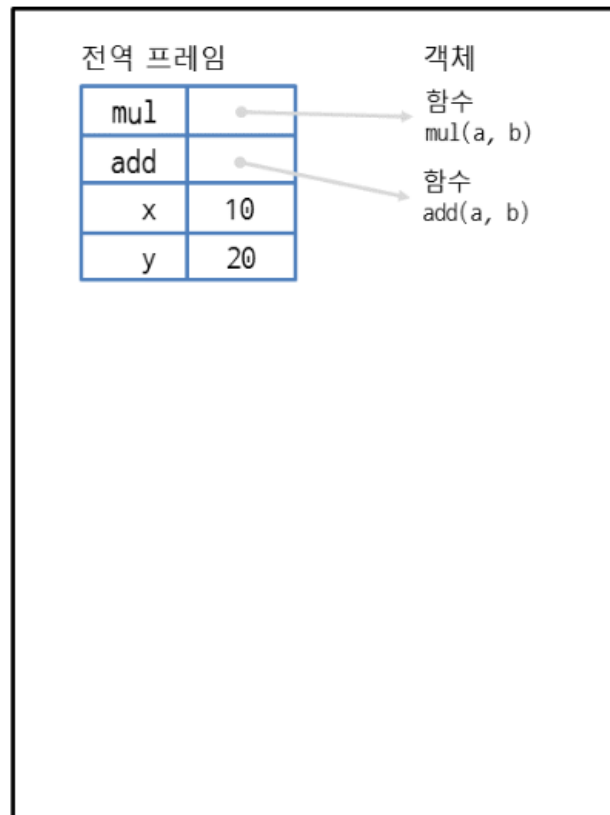 전역 프레임 객체
mul 함수
mul(a, b)
add 함수
add(a, b)
x 10
y 20